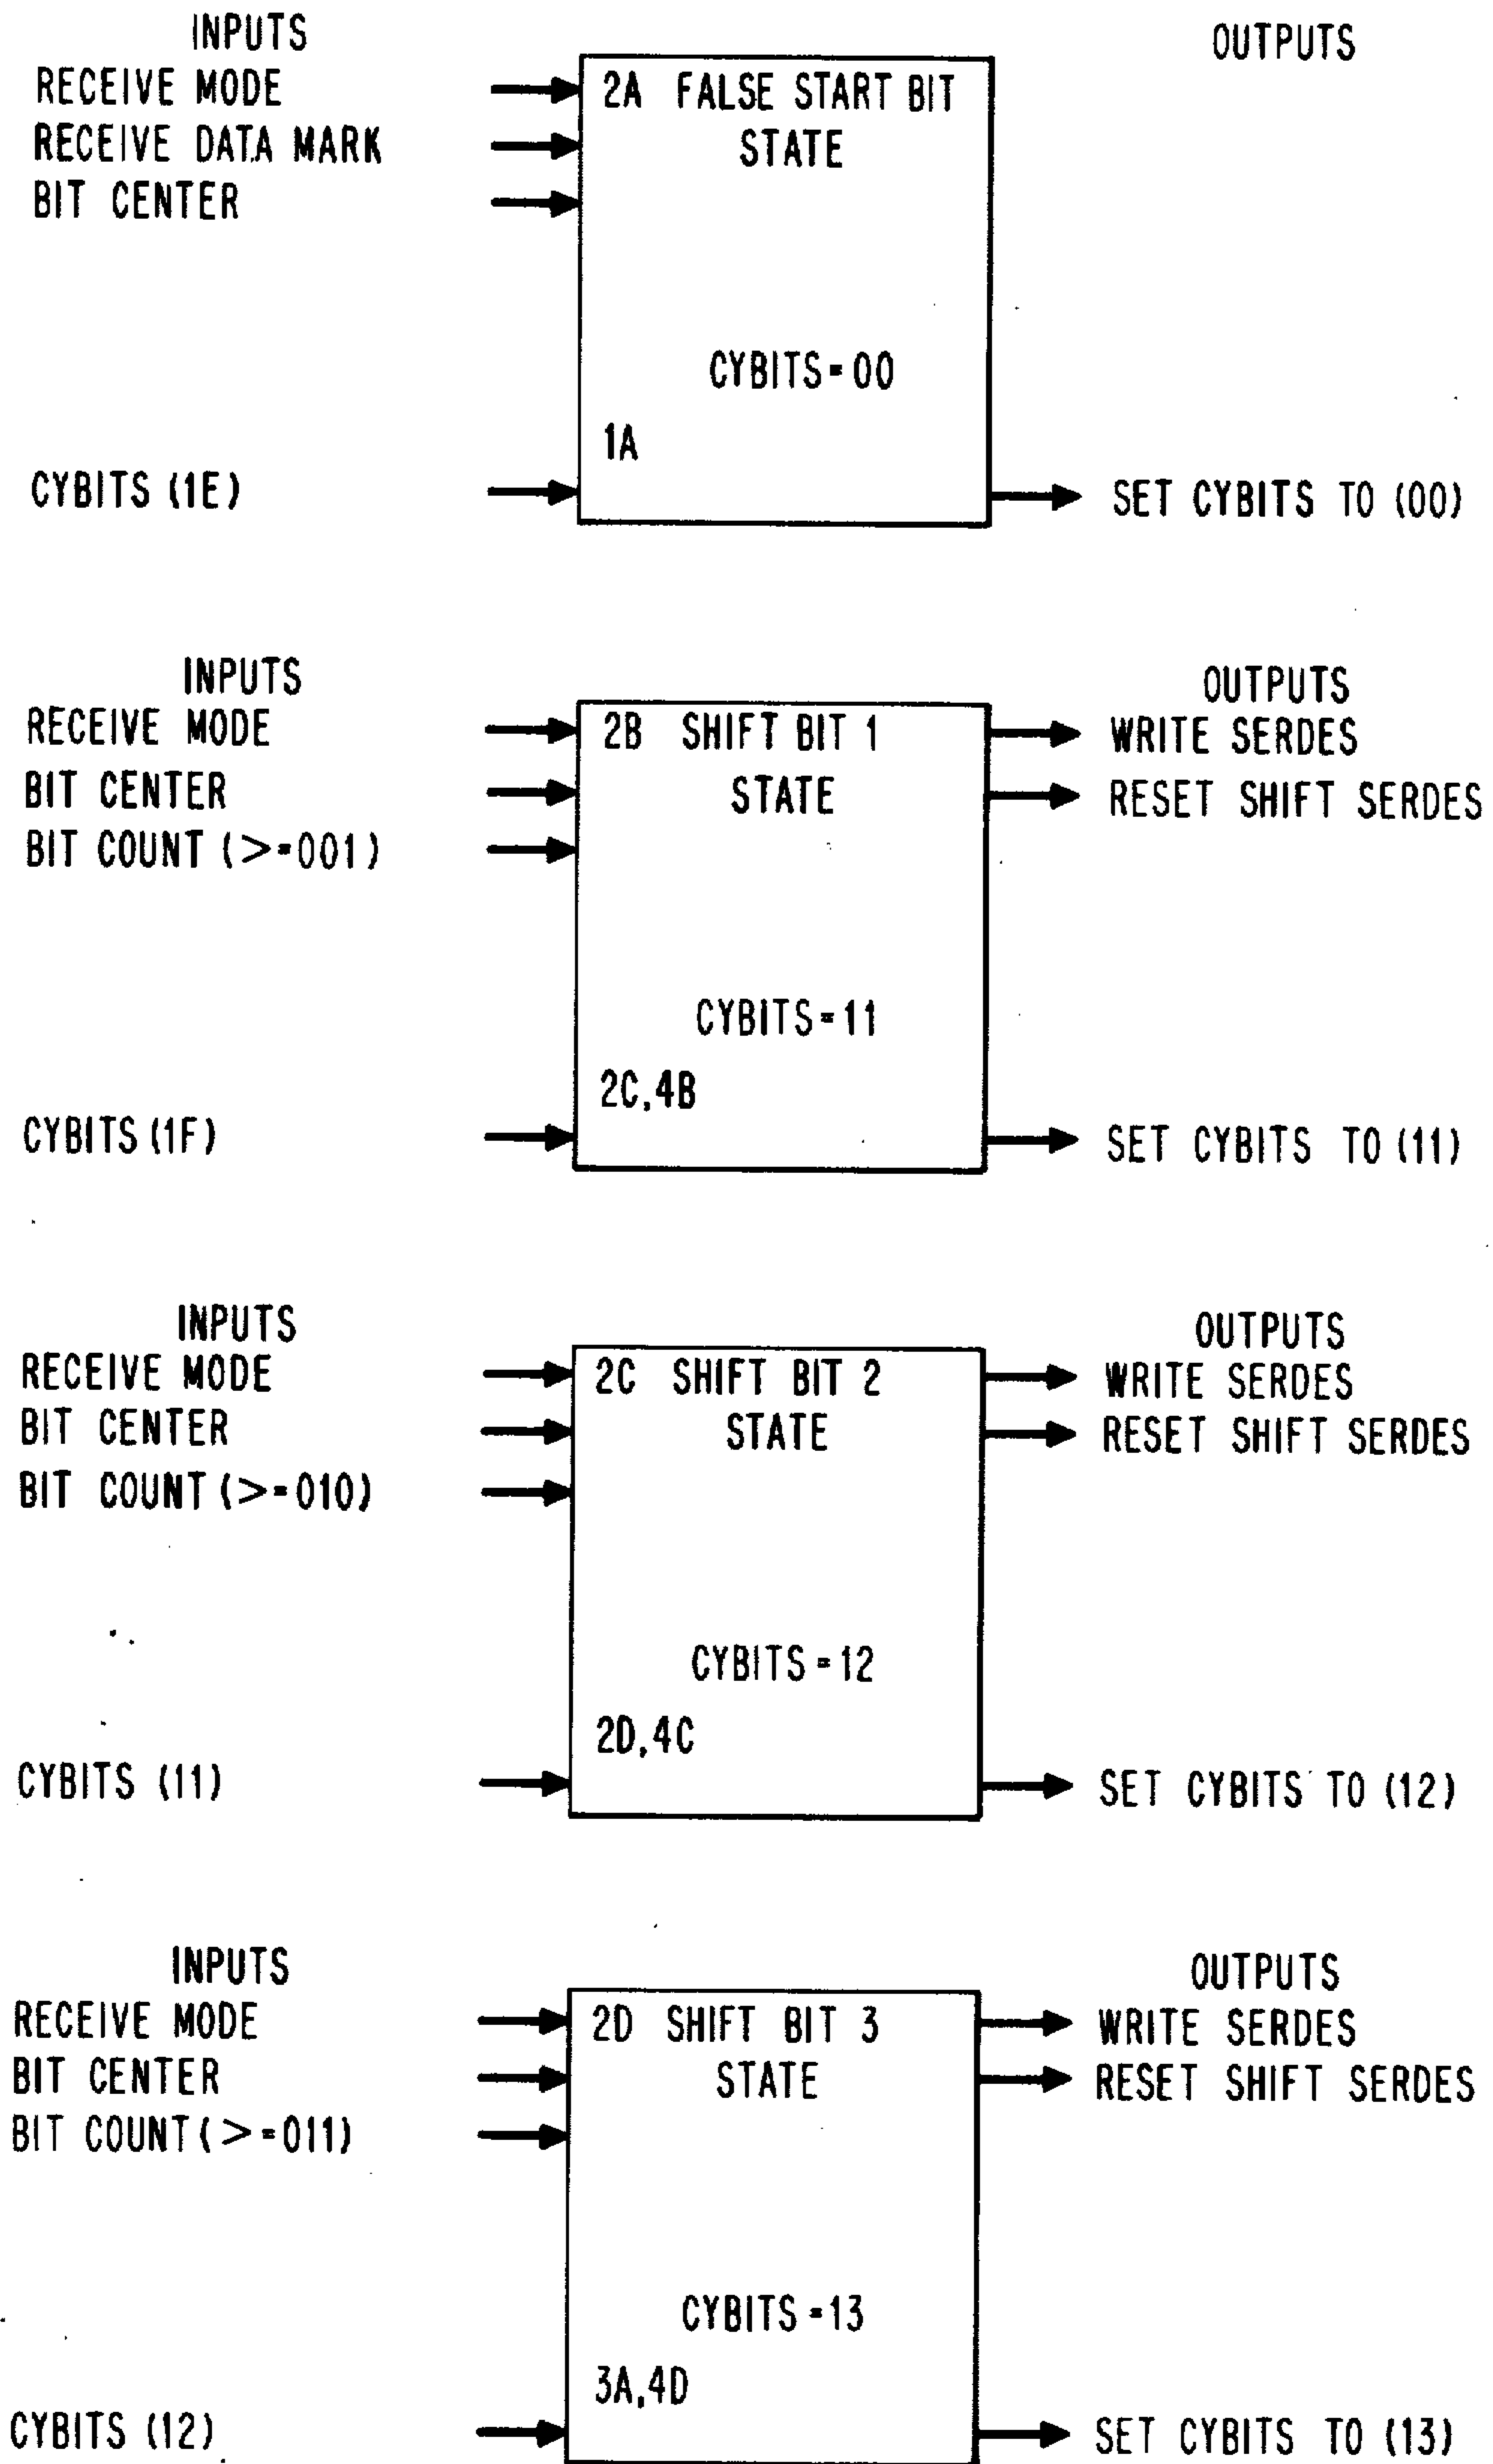 INPUTS OUTPUTS
RECEIVE MODE 2A FALSE START BIT
RECEIVE DATA MARK STATE
BIT CENTER
CYBITS=00
1A
CYBITS (1E) SET CYBITS TO (00)
INPUTS OUTPUTS
RECEIVE MODE 2B SHIFT BIT 1 WRITE SERDES
BIT CENTER STATE RESET SHIFT SERDES
BIT COUNT (>=001)
CYBITS=11
2C,4B
CYBITS (1F) SET CYBITS TO (11)
INPUTS OUTPUTS
RECEIVE MODE 2C SHIFT BIT 2 WRITE SERDES
BIT CENTER STATE RESET SHIFT SERDES
BIT COUNT (>=010)
CYBITS=12
2D,4C
CYBITS (11) SET CYBITS TO (12)
INPUTS OUTPUTS
RECEIVE MODE 2D SHIFT BIT 3 WRITE SERDES
BIT CENTER STATE RESET SHIFT SERDES
BIT COUNT (>=011)
CYBITS=13
3A,4D
CYBITS (12) SET CYBITS TO (13)